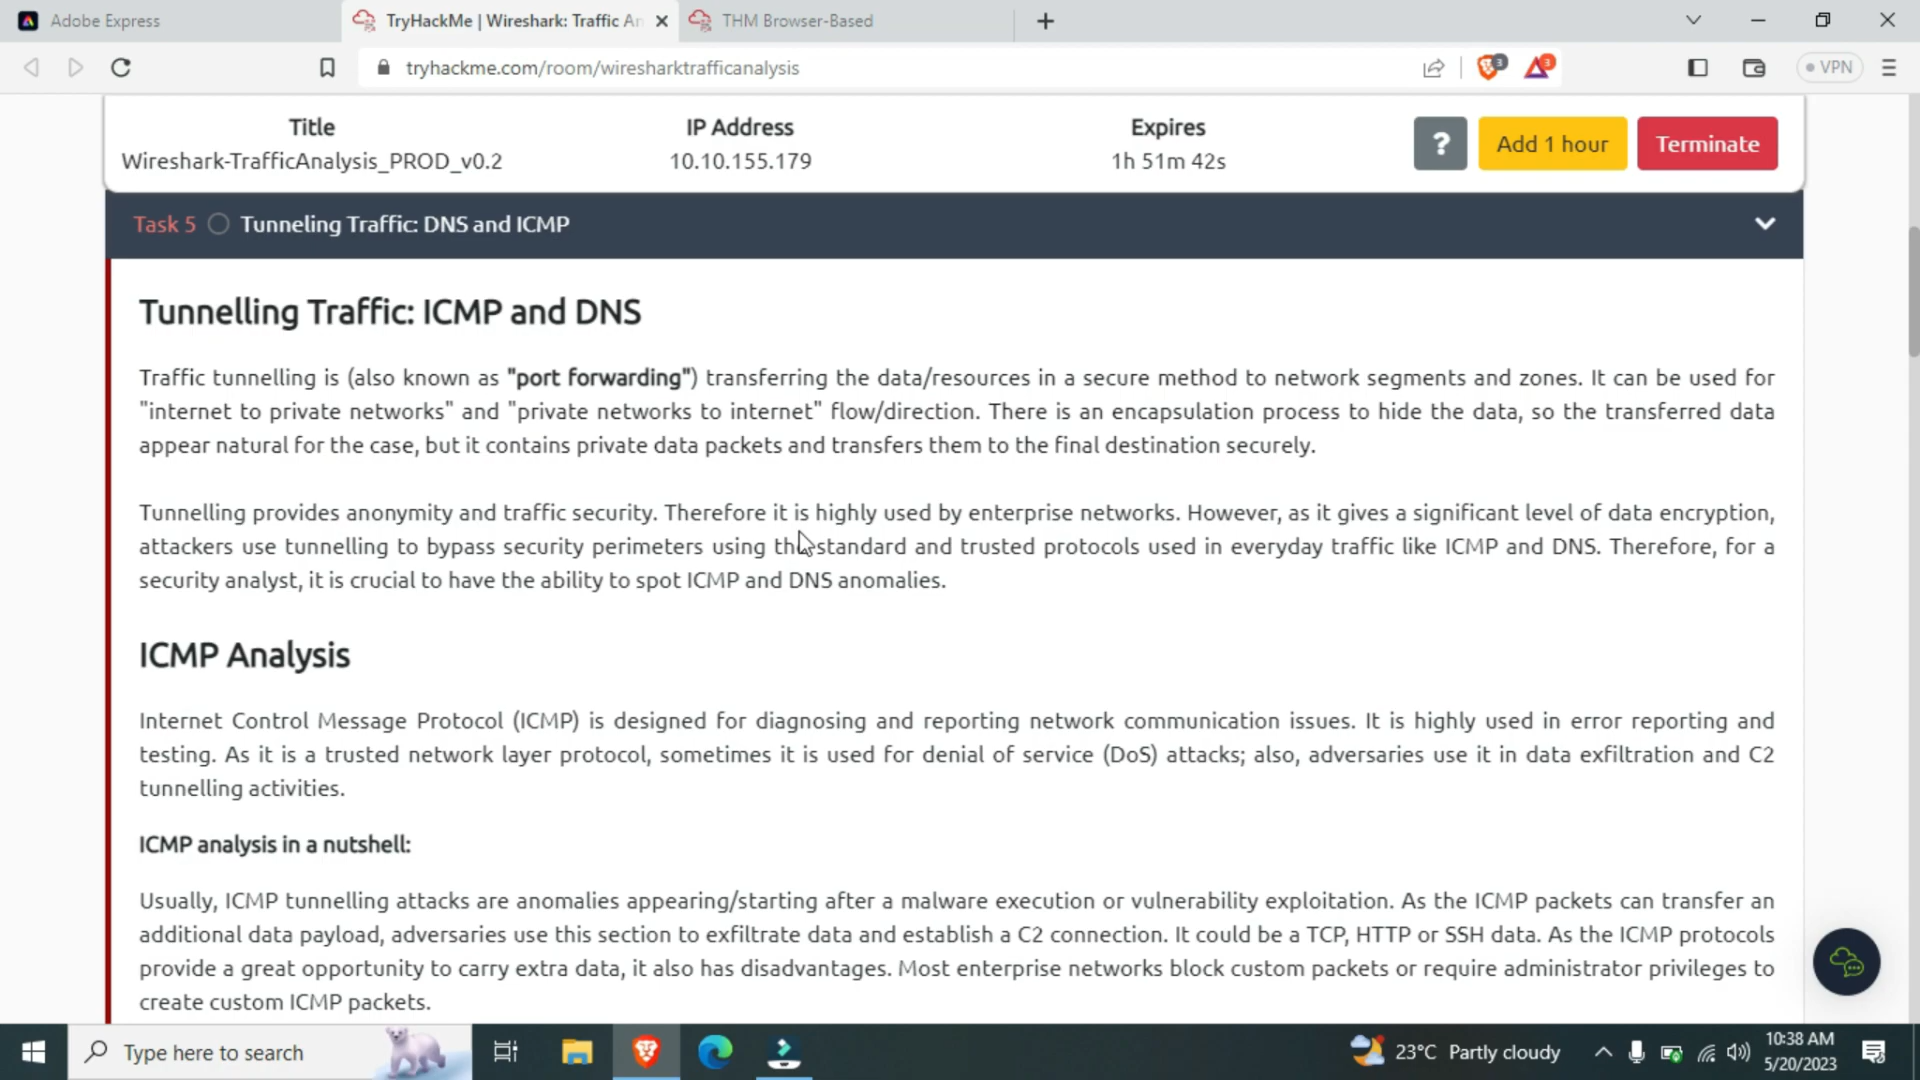 Adobe Express
TryHackMe | Wireshark: Traffic An
THM Browser-Based
tryhackme.com/room/wiresharktrafficanalysis
3
3
VPN
Title
IP Address
Expires
Wireshark-TrafficAnalysis_PROD_v0.2
10.10.155.179
1h 51m 42s
?
Add 1 hour
Terminate
Task 5
Tunneling Traffic: DNS and ICMP
Tunnelling Traffic: ICMP and DNS
Traffic tunnelling is (also known as "port forwarding") transferring the data/resources in a secure method to network segments and zones. It can be used for
"internet to private networks" and "private networks to internet" flow/direction. There is an encapsulation process to hide the data, so the transferred data
appear natural for the case, but it contains private data packets and transfers them to the final destination securely.
Tunnelling provides anonymity and traffic security. Therefore it is highly used by enterprise networks. However, as it gives a significant level of data encryption,
attackers use tunnelling to bypass security perimeters using the standard and trusted protocols used in everyday traffic like ICMP and DNS. Therefore, for a
security analyst, it is crucial to have the ability to spot ICMP and DNS anomalies.
ICMP Analysis
Internet Control Message Protocol (ICMP) is designed for diagnosing and reporting network communication issues. It is highly used in error reporting and
testing. As it is a trusted network layer protocol, sometimes it is used for denial of service (DoS) attacks; also, adversaries use it in data exfiltration and C2
tunnelling activities.
ICMP analysis in a nutshell:
Usually, ICMP tunnelling attacks are anomalies appearing/starting after a malware execution or vulnerability exploitation. As the ICMP packets can transfer an
additional data payload, adversaries use this section to exfiltrate data and establish a C2 connection. It could be a TCP, HTTP or SSH data. As the ICMP protocols
provide a great opportunity to carry extra data, it also has disadvantages. Most enterprise networks block custom packets or require administrator privileges to
create custom ICMP packets.
Type here to search
23°C Partly cloudy
10:38 AM
5/20/2023